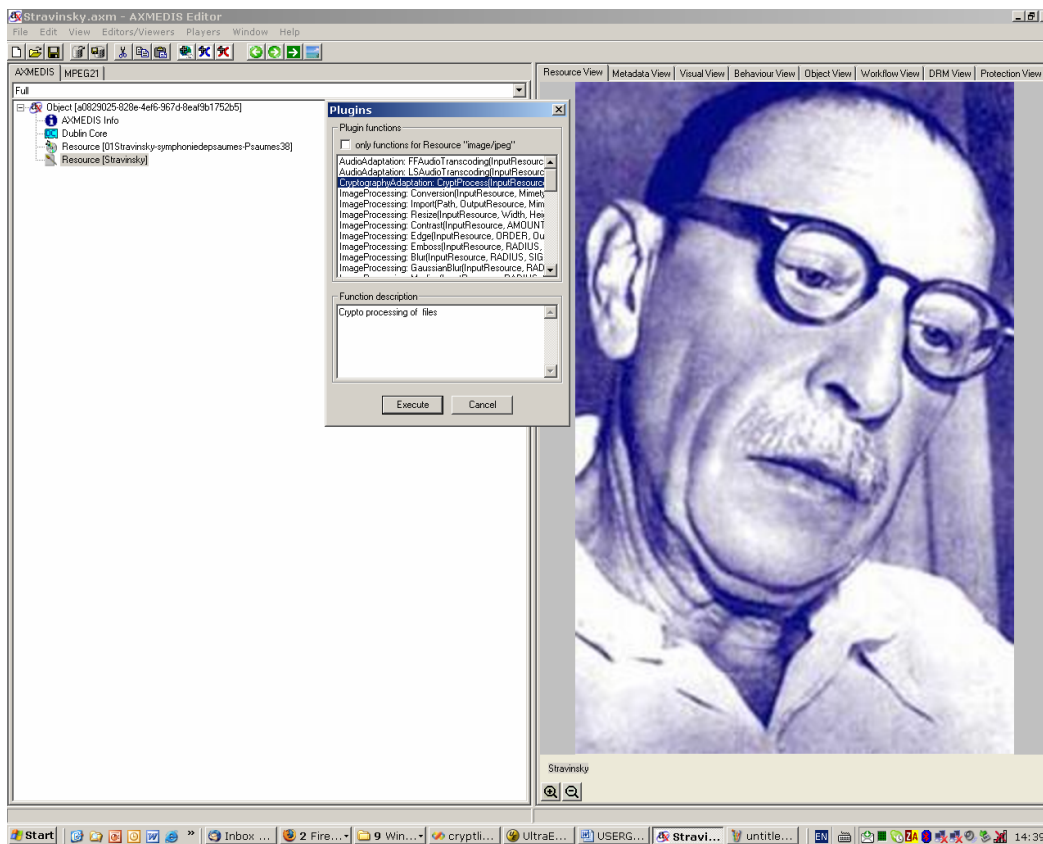 Stravinsky.axm - AXMEDIS Editor
File Edit View Editors/Viewers Players Window Help
AXMEDIS MPEG21
Full
Object [a0829025-828e-4ef6-967d-8eaf9b1752b5]
AXMEDIS Info
Dublin Core
Resource [01Stravinsky-symphoniedepsaumes-Psaumes38]
Resource [Stravinsky]
Plugins
Plugin functions
only functions for Resource "image/jpeg"
AudioAdaptation: FFAudioTranscoding(InputResourc
AudioAdaptation: LSAudioTranscoding(InputResourc
CryptographyAdaptation: CryptProcess(InputResource
ImageProcessing: Conversion(InputResource, Mimety
ImageProcessing: Import(Path, OutputResource, Mim
ImageProcessing: Resize(InputResource, Width, Hei
ImageProcessing: Contrast(InputResource, AMOUNT
ImageProcessing: Edge(InputResource, ORDER, Ou
ImageProcessing: Emboss(InputResource, RADIUS,
ImageProcessing: Blur(InputResource, RADIUS, SIG
ImageProcessing: GaussianBlur(InputResource, RAD
Function description
Crypto processing of files
Execute Cancel
Resource View Metadata View Visual View Behaviour View Object View Workflow View DRM View Protection View
Stravinsky
Start » Inbox ... 2 Fire... 9 Win... cryptli... UltraE... USERG... Stravi... untitle... EN ZA 14:39